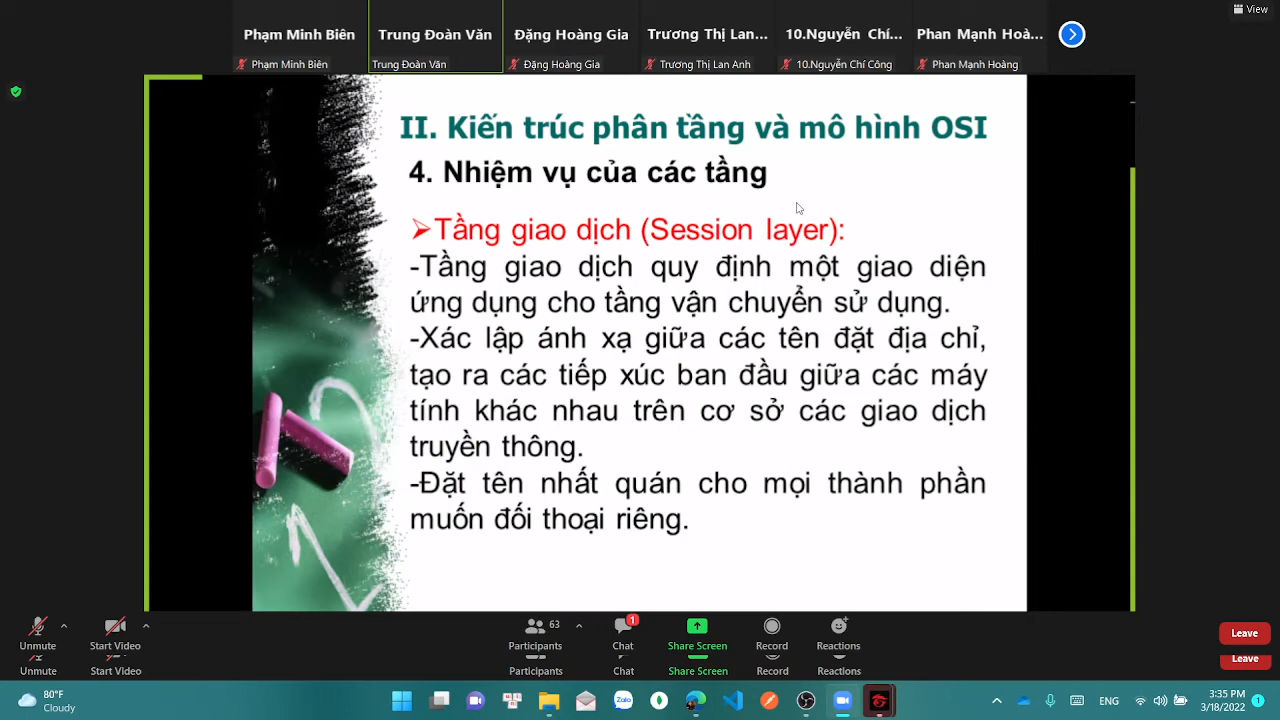 View
Phạm Minh Biên
Trung Đoàn Văn
Đặng Hoàng Gia
Trương Thị Lan...
10.Nguyễn Chí...
Phan Mạnh Hoà...
Phạm Minh Biên
Trung Đoàn Văn
Đặng Hoàng Gia
Trương Thị Lan Anh
10.Nguyễn Chí Công
Phan Mạnh Hoàng
II. Kiến trúc phân tầng và mô hình OSI
4. Nhiệm vụ của các tầng
➢Tầng giao dịch (Session layer):
-Tầng giao dịch quy định một giao diện
ứng dụng cho tầng vận chuyển sử dụng.
-Xác lập ánh xạ giữa các tên đặt địa chỉ,
tạo ra các tiếp xúc ban đầu giữa các máy
tính khác nhau trên cơ sở các giao dịch
truyền thông.
-Đặt tên nhất quán cho mọi thành phần
muốn đối thoại riêng.
63
1
Unmute
Start Video
Participants
Chat
Share Screen
Record
Reactions
Leave
Unmute
Start Video
Participants
Chat
Share Screen
Record
Reactions
Leave
80°F
Cloudy
Zalo
ENG
3:35 PM
3/18/2022
1